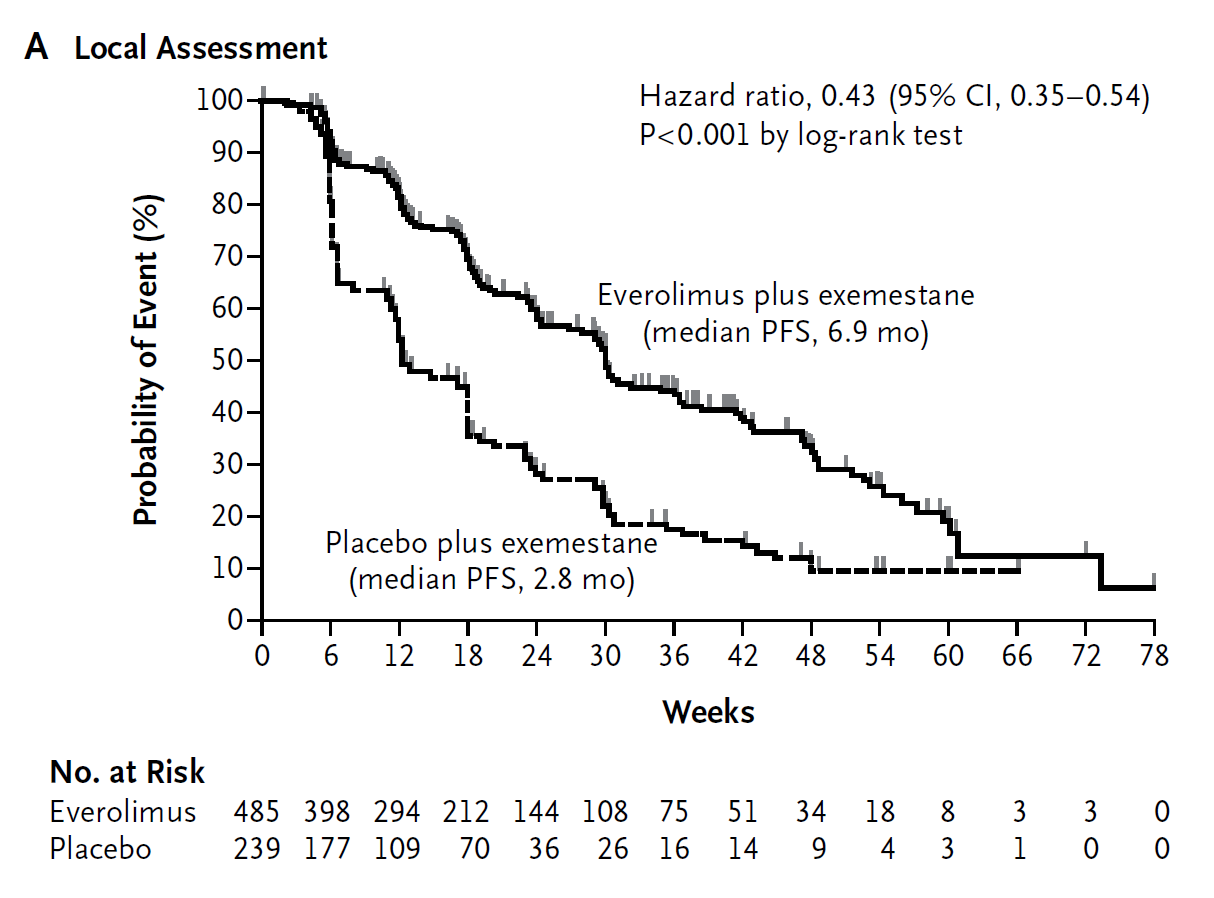 A Local Assessment
Hazard ratio, 0.43 (95% CI, 0.35–0.54)
P<0.001 by log-rank test
Probability of Event (%)
100
90
80
70
60
50
40
30
20
10
0
Everolimus plus exemestane
(median PFS, 6.9 mo)
Placebo plus exemestane
(median PFS, 2.8 mo)
0 6 12 18 24 30 36 42 48 54 60 66 72 78
Weeks
No. at Risk
Everolimus 485 398 294 212 144 108 75 51 34 18 8 3 3 0
Placebo 239 177 109 70 36 26 16 14 9 4 3 1 0 0